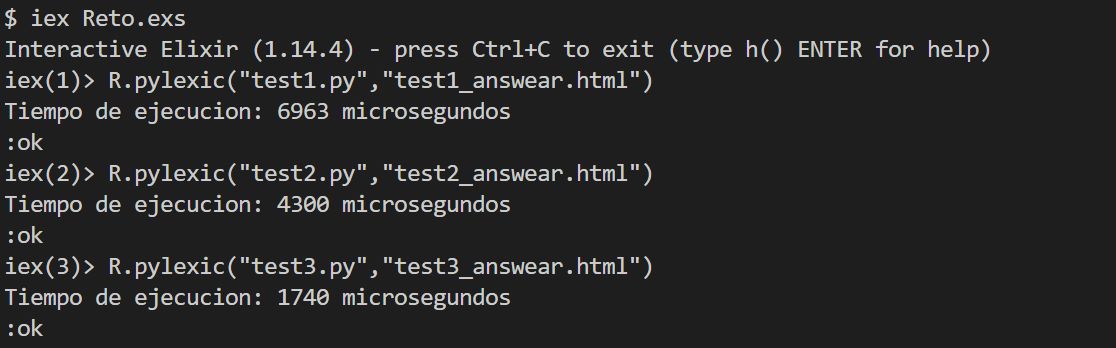 $ iex Reto.exs
Interactive Elixir (1.14.4) - press Ctrl+C to exit (type h() ENTER for help)
iex(1)> R.pylexic("test1.py","test1_answear.html")
Tiempo de ejecucion: 6963 microsegundos
:ok
iex(2)> R.pylexic("test2.py","test2_answear.html")
Tiempo de ejecucion: 4300 microsegundos
:ok
iex(3)> R.pylexic("test3.py","test3_answear.html")
Tiempo de ejecucion: 1740 microsegundos
:ok